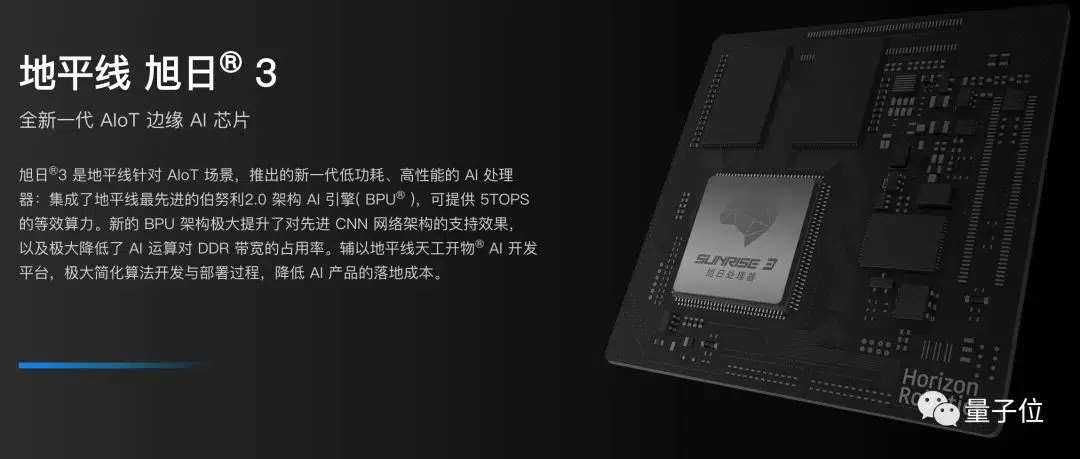 地平线 旭日® 3
全新一代 AIoT 边缘 AI 芯片
旭日®3 是地平线针对 AIoT 场景，推出的新一代低功耗、高性能的 AI 处理
器：集成了地平线最先进的伯努利2.0 架构 AI 引擎( BPU® )，可提供 5TOPS
的等效算力。新的 BPU 架构极大提升了对先进 CNN 网络架构的支持效果，
以及极大降低了 AI 运算对 DDR 带宽的占用率。辅以地平线天工开物® AI 开发
平台，极大简化算法开发与部署过程，降低 AI 产品的落地成本。
SUNRISE 3
旭日处理器
Horizon
量子位